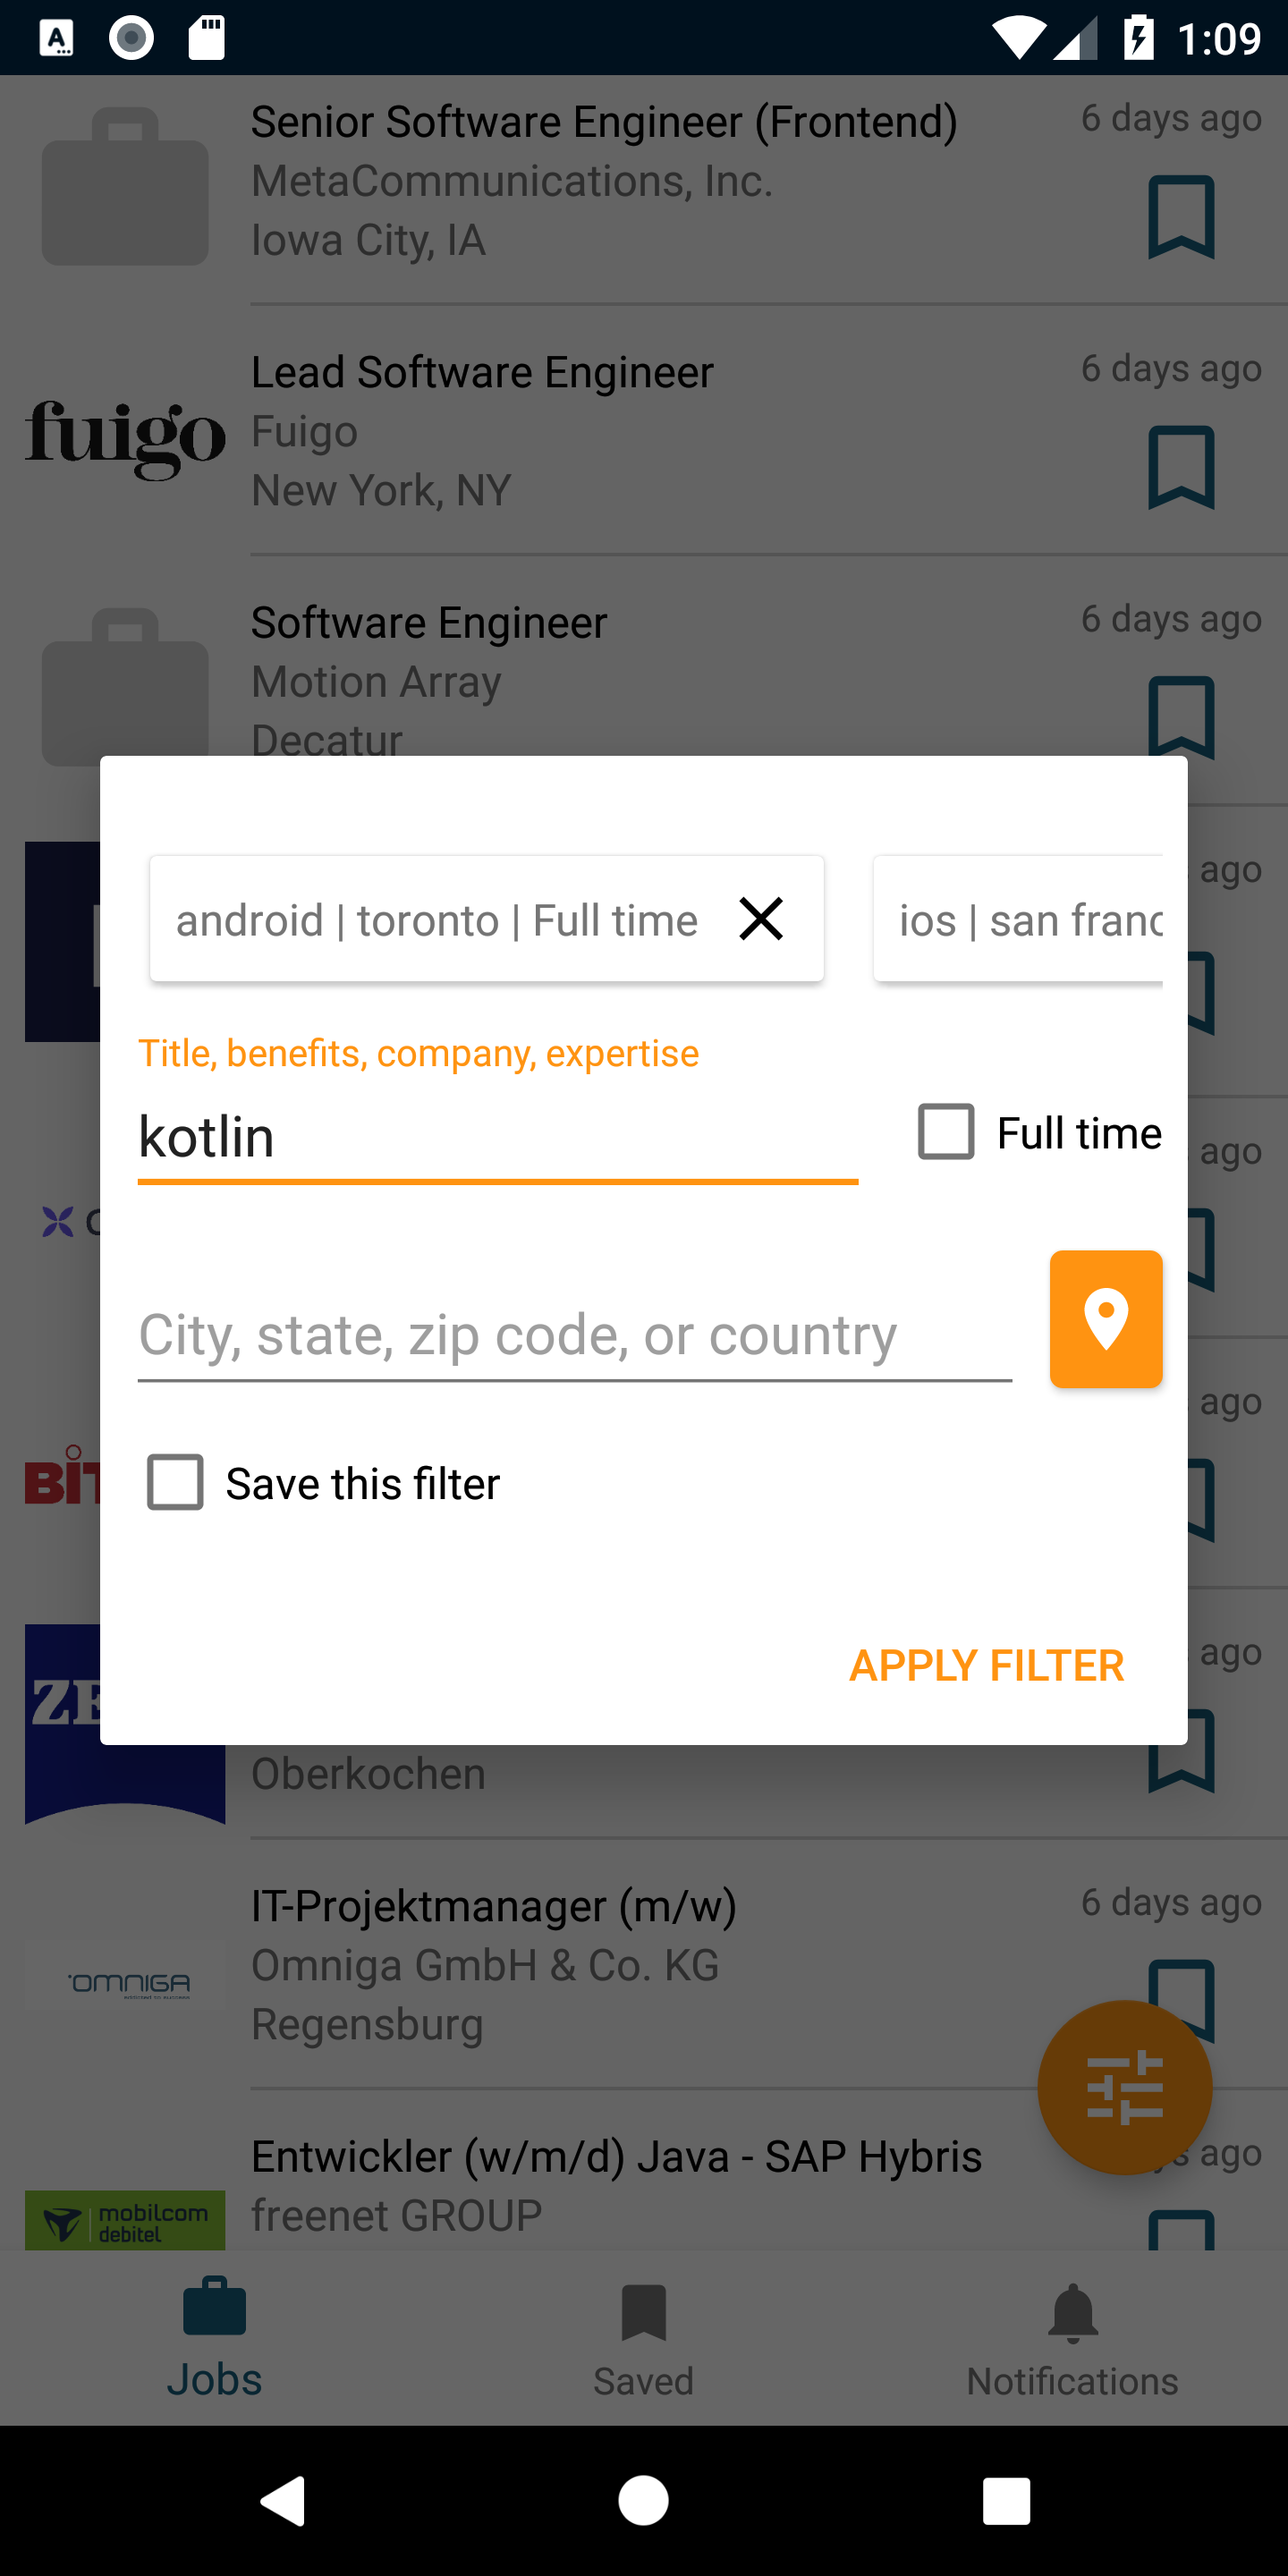 1:09
Senior Software Engineer (Frontend)
6 days ago
MetaCommunications, Inc.
Iowa City, IA
Lead Software Engineer
6 days ago
fuigo
Fuigo
New York, NY
Software Engineer
6 days ago
Motion Array
Decatur
ago
android | toronto | Full time
ios | san franc
Title, benefits, company, expertise
kotlin
Full time
ago
City, state, zip code, or country
ago
Save this filter
APPLY FILTER
ago
Oberkochen
IT-Projektmanager (m/w)
6 days ago
OMNIGA
Omniga GmbH & Co. KG
Regensburg
Entwickler (w/m/d) Java - SAP Hybris
ago
mobilcom
debitel
freenet GROUP
Jobs
Saved
Notifications